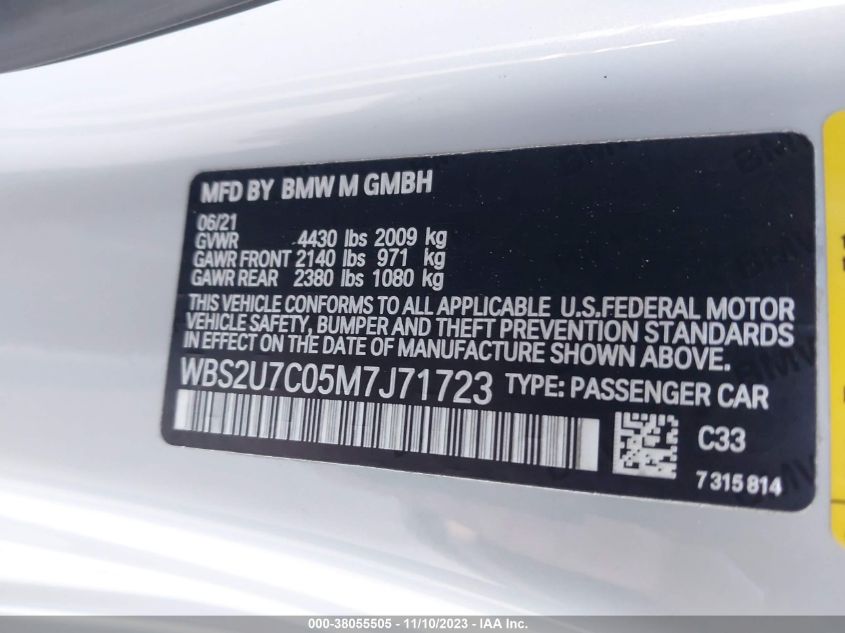 MFD BY BMW M GMBH
06/21
GVWR 4430 lbs 2009 kg
GAWR FRONT 2140 lbs 971 kg
GAWR REAR 2380 lbs 1080 kg
THIS VEHICLE CONFORMS TO ALL APPLICABLE U.S.FEDERAL MOTOR
VEHICLE SAFETY, BUMPER AND THEFT PREVENTION STANDARDS
IN EFFECT ON THE DATE OF MANUFACTURE SHOWN ABOVE.
WBS2U7C05M7J71723 TYPE: PASSENGER CAR
C33
7 315 814
000-38055505 - 11/10/2023 - IAA Inc.